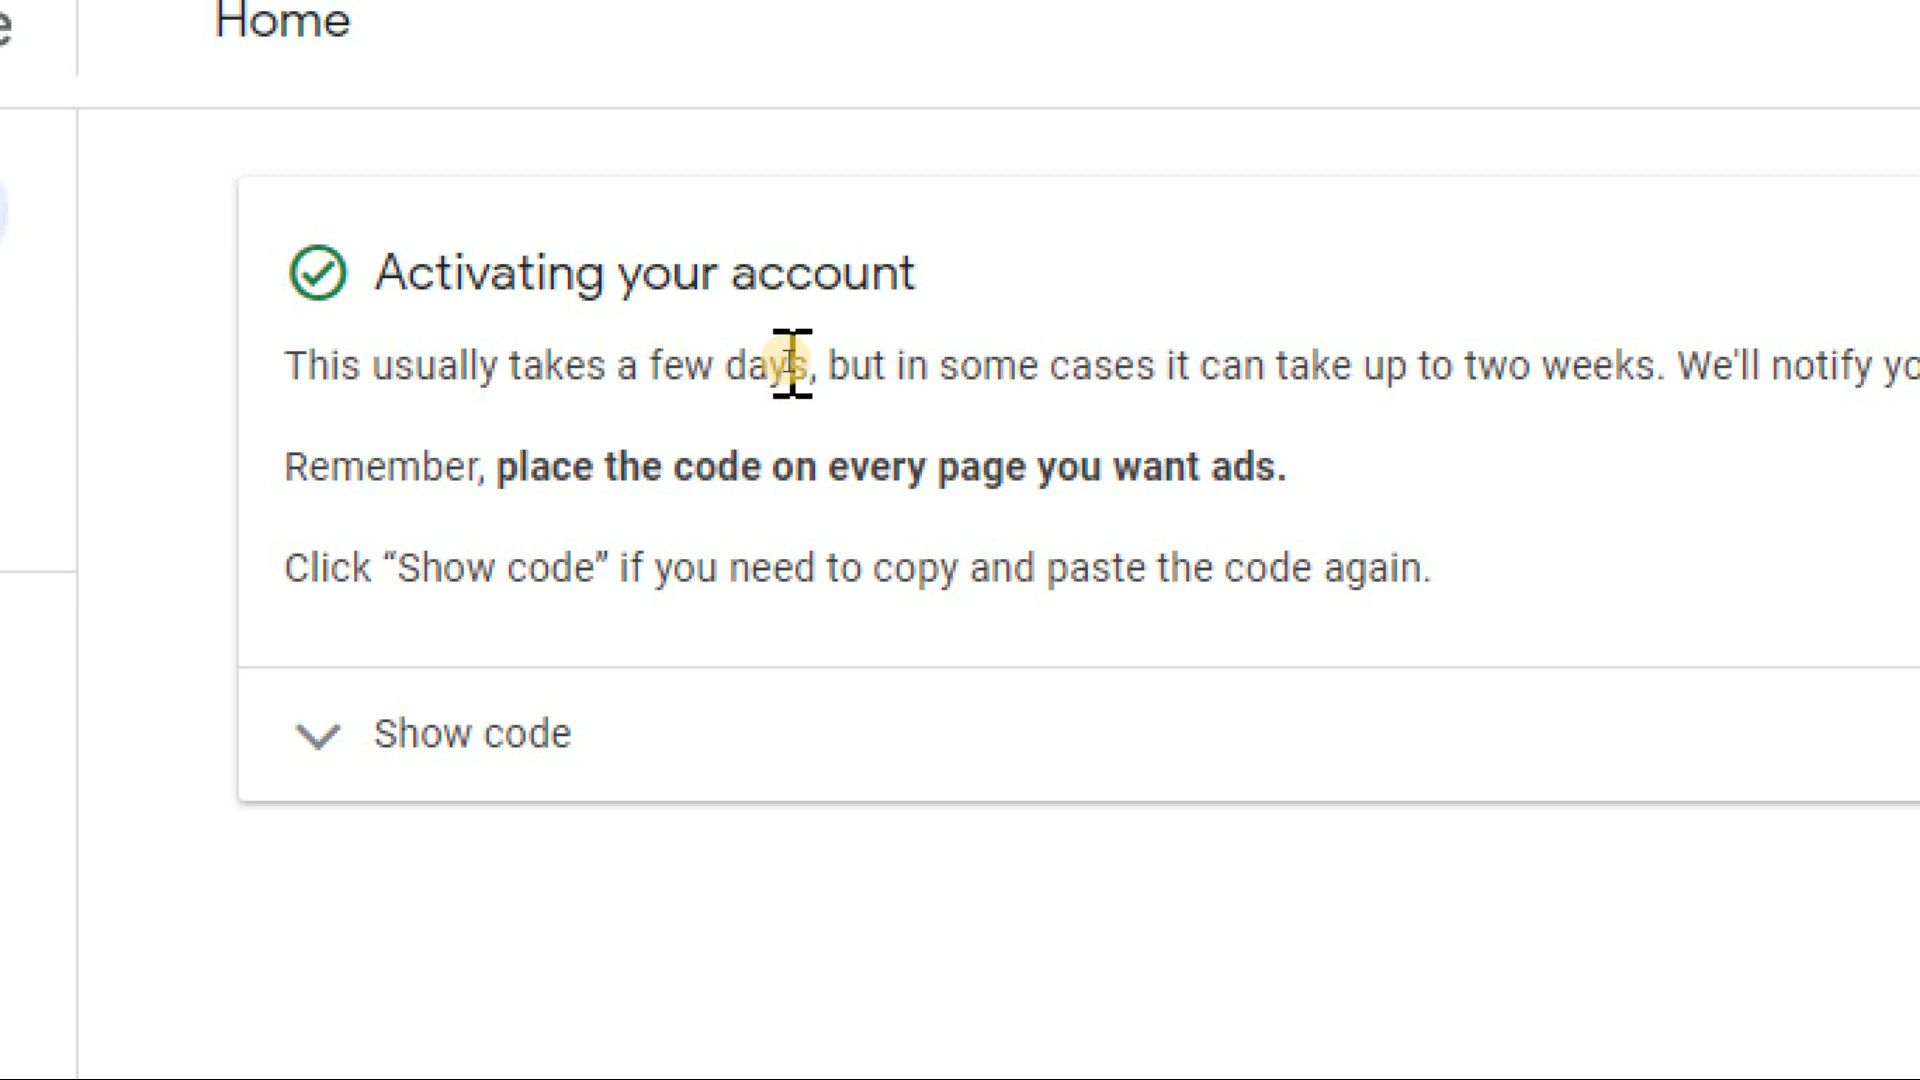 Home
Activating your account
This usually takes a few days, but in some cases it can take up to two weeks. We'll notify
Remember, place the code on every page you want ads.
Click “Show code” if you need to copy and paste the code again.
Show code